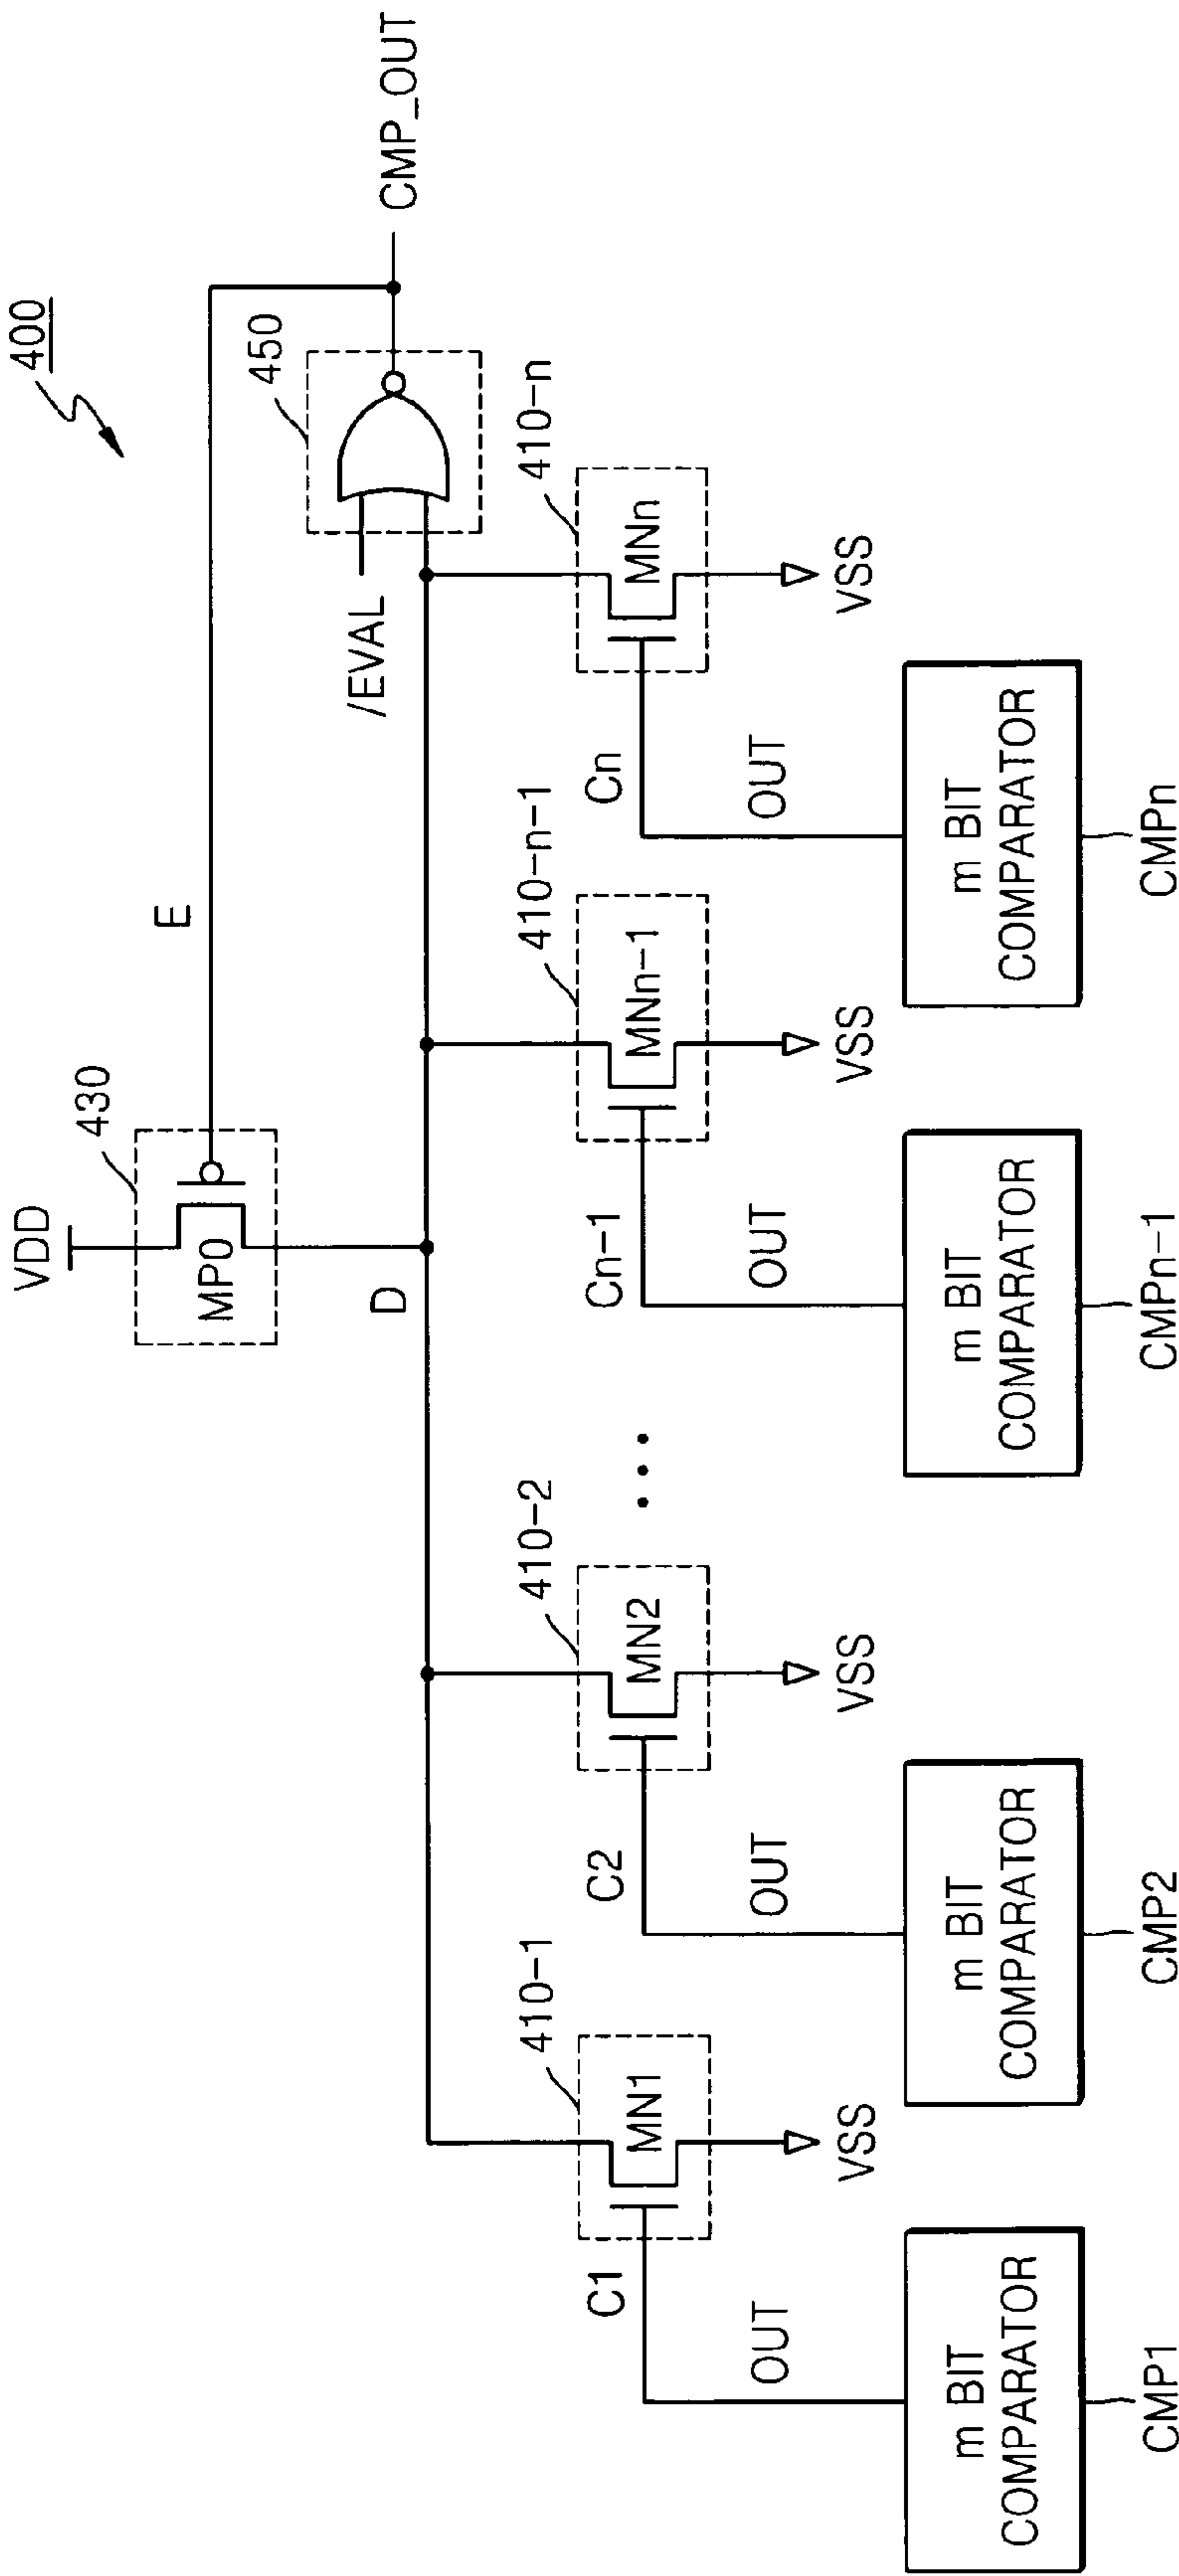 400
VDD
430
MP0
E
D
/EVAL
450
CMP_OUT
410-1
MN1
C1
VSS
OUT
m BIT
COMPARATOR
CMP1
410-2
MN2
C2
VSS
OUT
m BIT
COMPARATOR
CMP2
410-n-1
MNn-1
Cn-1
VSS
OUT
m BIT
COMPARATOR
CMPn-1
410-n
MNn
Cn
VSS
OUT
m BIT
COMPARATOR
CMPn